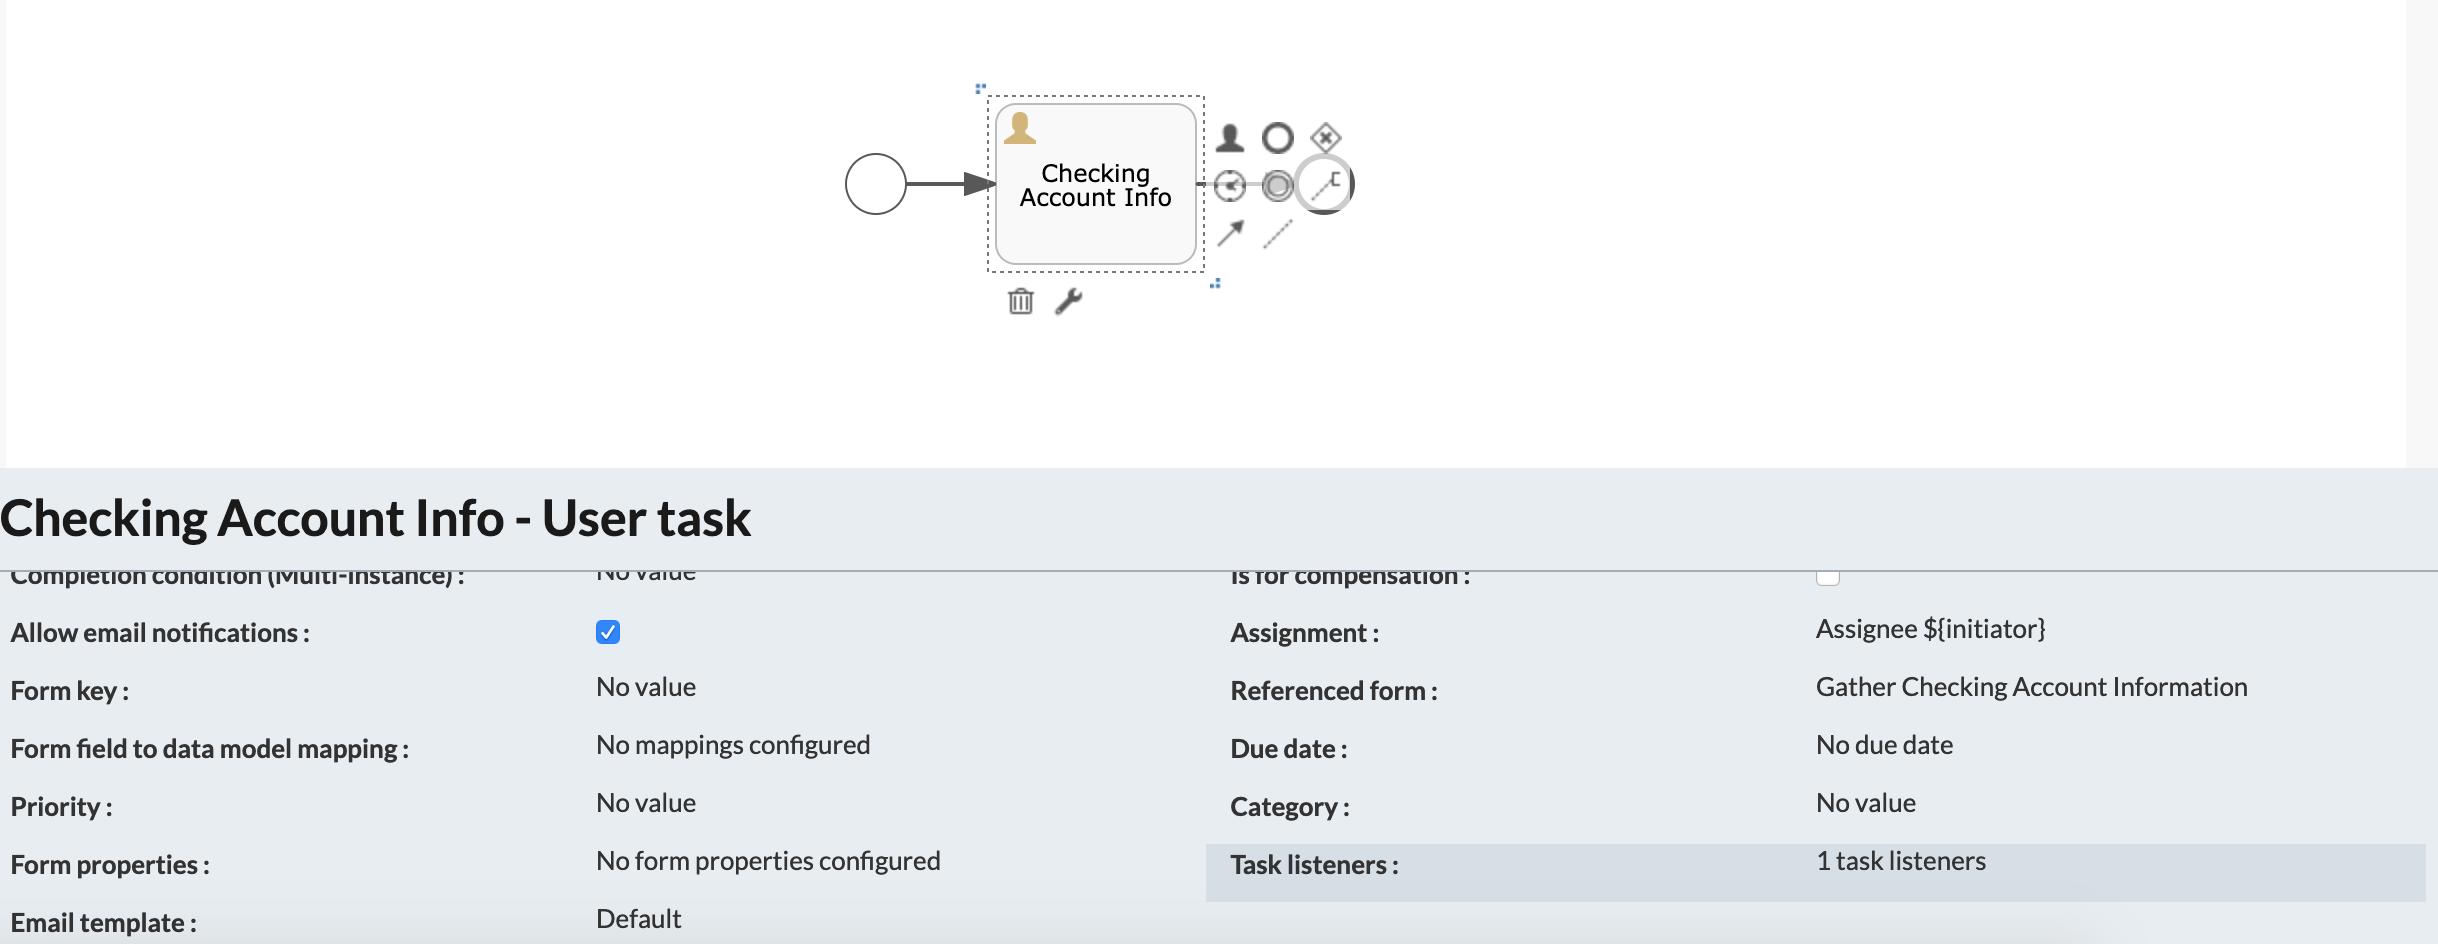 Checking
Account Info
Checking Account Info - User task
Completion condition (Multi-instance) : No value Is for compensation :
Allow email notifications : Assignment : Assignee ${initiator}
Form key : No value Referenced form : Gather Checking Account Information
Form field to data model mapping : No mappings configured Due date : No due date
Priority : No value Category : No value
Form properties : No form properties configured Task listeners : 1 task listeners
Email template : Default